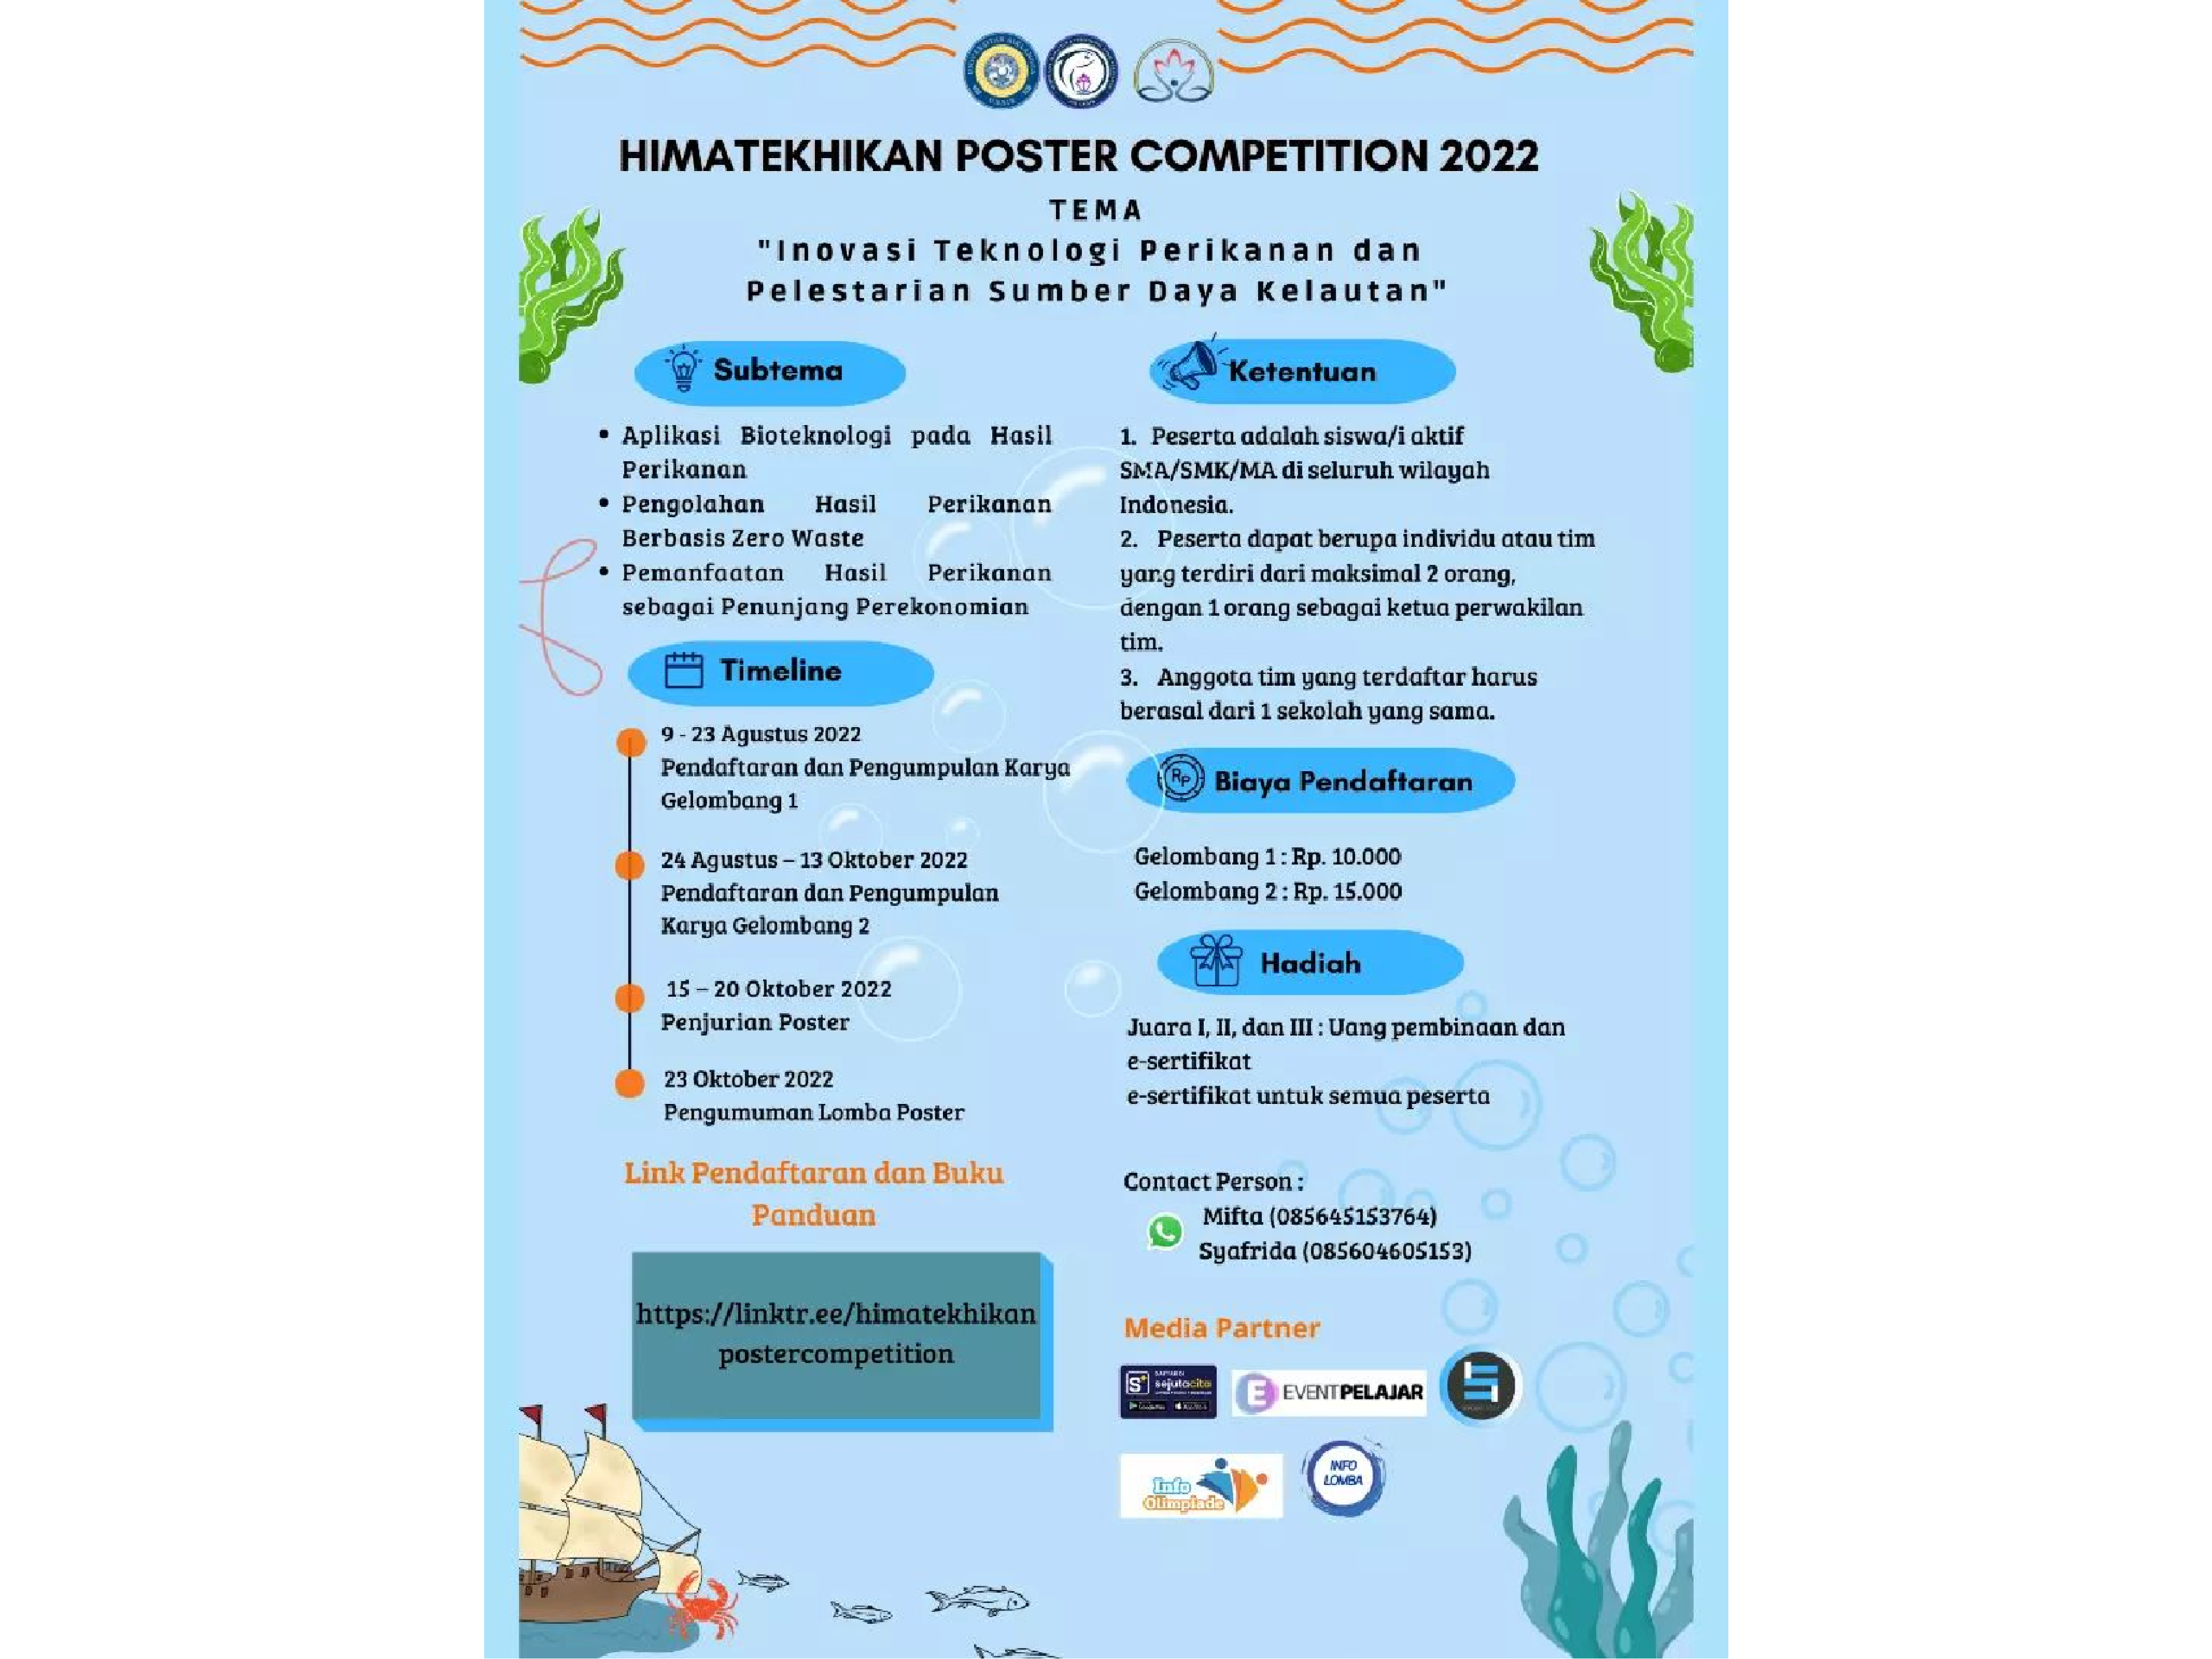 HIMATEKHIKAN POSTER COMPETITION 2022
TEMA
"Inovasi Teknologi Perikanan dan
Pelestarian Sumber Daya Kelautan"
Subtema
• Aplikasi Bioteknologi pada Hasil
Perikanan
• Pengolahan Hasil Perikanan
Berbasis Zero Waste
• Pemanfaatan Hasil Perikanan
sebagai Penunjang Perekonomian
Timeline
9 - 23 Agustus 2022
Pendaftaran dan Pengumpulan Karya
Gelombang 1
24 Agustus – 13 Oktober 2022
Pendaftaran dan Pengumpulan
Karya Gelombang 2
15 – 20 Oktober 2022
Penjurian Poster
23 Oktober 2022
Pengumuman Lomba Poster
Link Pendaftaran dan Buku
Panduan
https://linktr.ee/himatekhikan
postercompetition
Ketentuan
1. Peserta adalah siswa/i aktif
SMA/SMK/MA di seluruh wilayah
Indonesia.
2. Peserta dapat berupa individu atau tim
yang terdiri dari maksimal 2 orang,
dengan 1 orang sebagai ketua perwakilan
tim.
3. Anggota tim yang terdaftar harus
berasal dari 1 sekolah yang sama.
Rp
Biaya Pendaftaran
Gelombang 1 : Rp. 10.000
Gelombang 2 : Rp. 15.000
Hadiah
Juara I, II, dan III : Uang pembinaan dan
e-sertifikat
e-sertifikat untuk semua peserta
Contact Person :
Mifta (085645153764)
Syafrida (085604605153)
Media Partner
sejutacita
EVENTPELAJAR
Info
Olimpiade
INFO
LOMBA